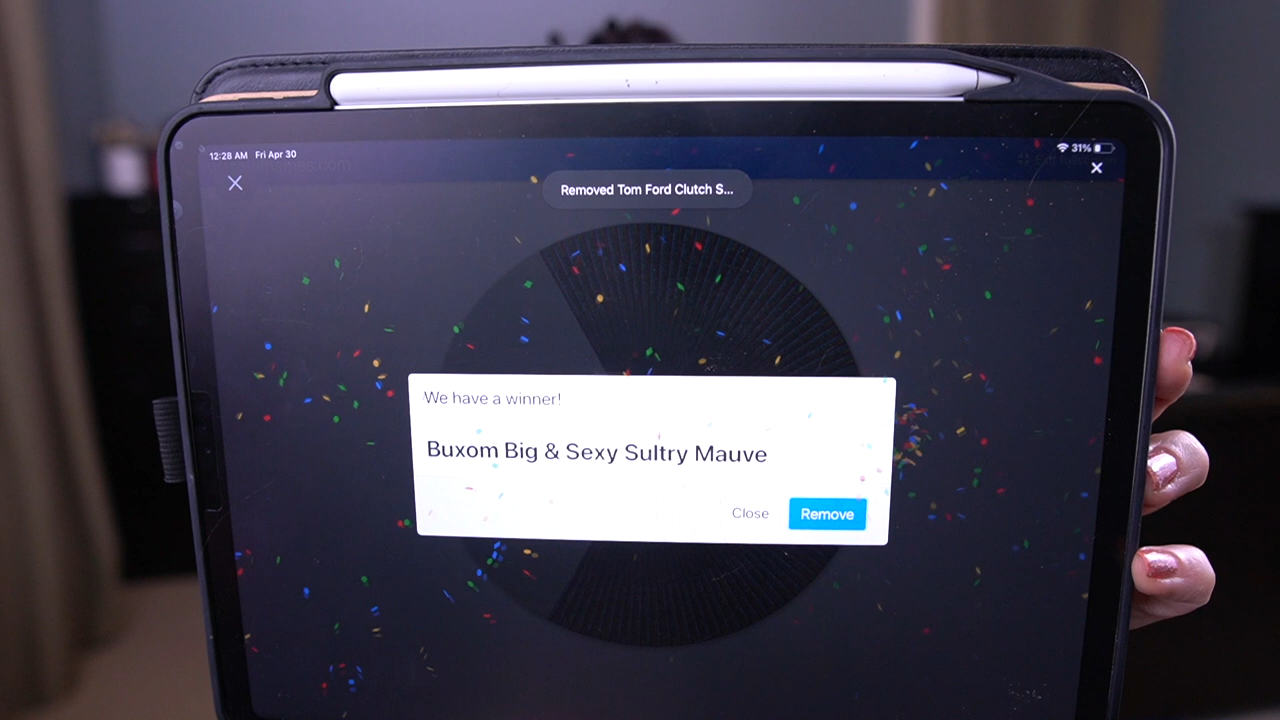 12:28 AM Fri Apr 30
31%
Removed Tom Ford Clutch S...
We have a winner!
Buxom Big & Sexy Sultry Mauve
Close
Remove